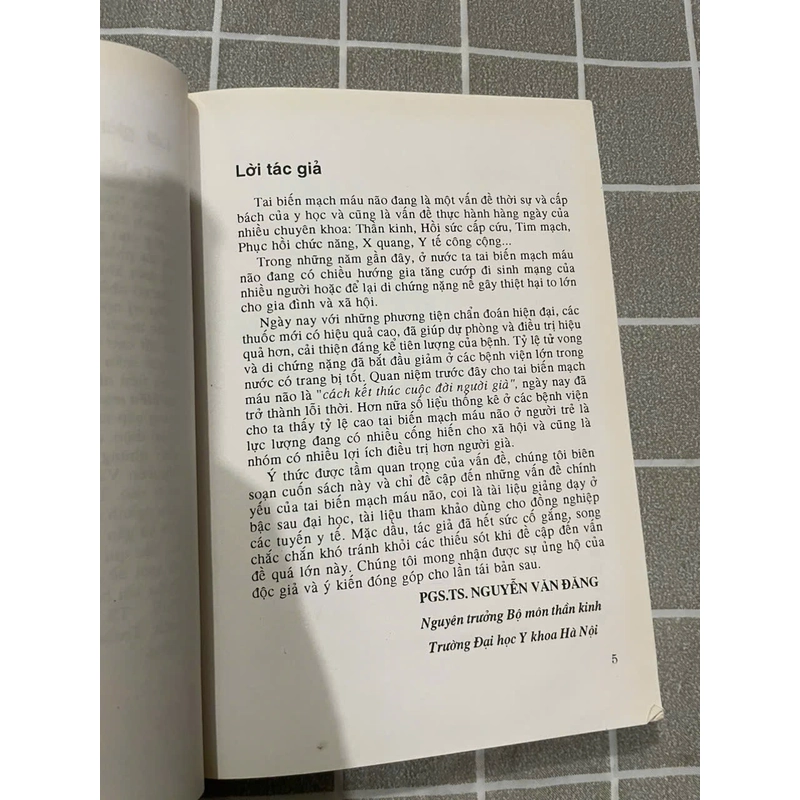 Lời tác giả
Tai biến mạch máu não đang là một vấn đề thời sự và cấp
bách của y học và cũng là vấn đề thực hành hàng ngày của
nhiều chuyên khoa: Thần kinh, Hồi sức cấp cứu, Tim mạch,
Phục hồi chức năng, X quang, Y tế công cộng...
Trong những năm gần đây, ở nước ta tai biến mạch máu
não đang có chiều hướng gia tăng cướp đi sinh mạng của
nhiều người hoặc để lại di chứng nặng nề gây thiệt hại to lớn
cho gia đình và xã hội.
Ngày nay với những phương tiện chẩn đoán hiện đại, các
thuốc mới có hiệu quả cao, đã giúp dự phòng và điều trị hiệu
quả hơn, cải thiện đáng kể tiên lượng của bệnh. Tỷ lệ tử vong
và di chứng nặng đã bắt đầu giảm ở các bệnh viện lớn trong
nước có trang bị tốt. Quan niệm trước đây cho tai biến mạch
máu não là "cách kết thúc cuộc đời người già", ngày nay đã
trở thành lỗi thời. Hơn nữa số liệu thống kê ở các bệnh viện
cho ta thấy tỷ lệ cao tai biến mạch máu não ở người trẻ là
lực lượng đang có nhiều cống hiến cho xã hội và cũng là
nhóm có nhiều lợi ích điều trị hơn người già.
Ý thức được tầm quan trọng của vấn đề, chúng tôi biên
soạn cuốn sách này và chỉ đề cập đến những vấn đề chính
yếu của tai biến mạch máu não, coi là tài liệu giảng dạy ở
bậc sau đại học, tài liệu tham khảo dùng cho đồng nghiệp
các tuyến y tế. Mặc dầu, tác giả đã hết sức cố gắng, song
chắc chắn khó tránh khỏi các thiếu sót khi đề cập đến vấn
đề quá lớn này. Chúng tôi mong nhận được sự ủng hộ của
độc giả và ý kiến đóng góp cho lần tái bản sau.
PGS.TS. NGUYỄN VĂN ĐĂNG
Nguyên trưởng Bộ môn thần kinh
Trường Đại học Y khoa Hà Nội
5